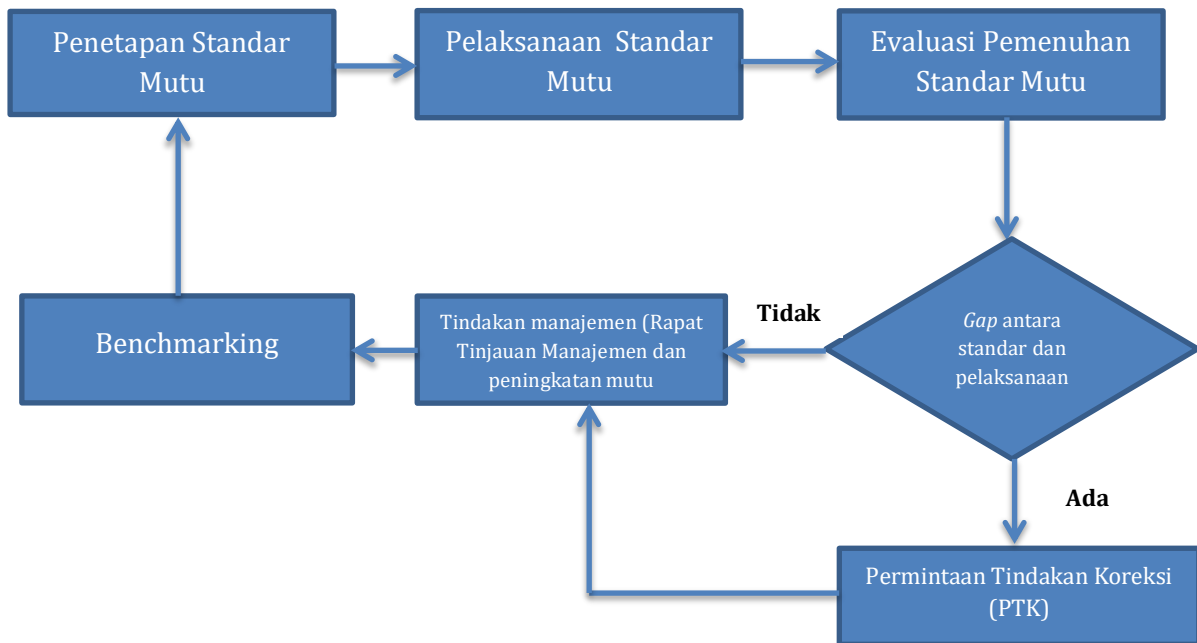 Penetapan Standar
Mutu
Pelaksanaan Standar
Mutu
Evaluasi Pemenuhan
Standar Mutu
Gap antara
standar dan
pelaksanaan
Tidak
Tindakan manajemen (Rapat
Tinjauan Manajemen dan
peningkatan mutu
Benchmarking
Ada
Permintaan Tindakan Koreksi
(PTK)